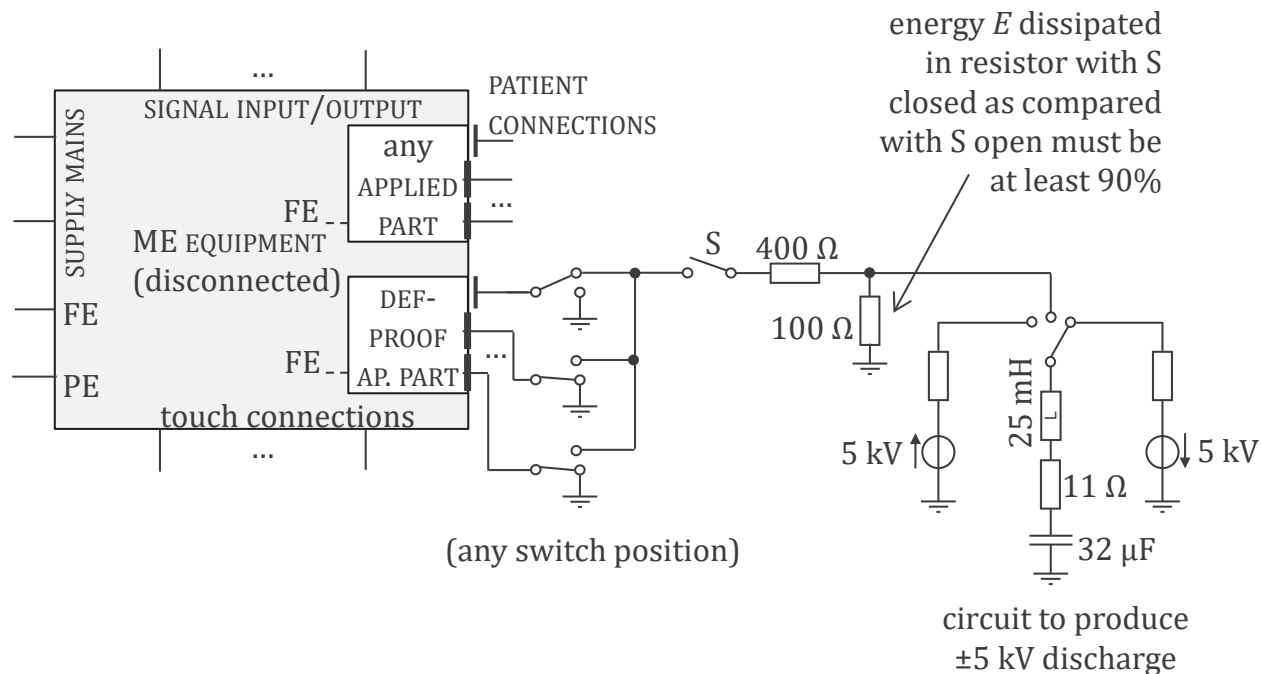 energy E dissipated
in resistor with S
closed as compared
with S open must be
at least 90%
...
SIGNAL INPUT/OUTPUT
PATIENT
CONNECTIONS
SUPPLY MAINS
any
APPLIED
PART
...
FE
ME EQUIPMENT
(disconnected)
S
400 Ω
100 Ω
FE
PE
DEF-
PROOF
AP. PART
...
FE
touch connections
...
25 mH
L
5 kV
5 kV
11 Ω
32 µF
(any switch position)
circuit to produce
±5 kV discharge